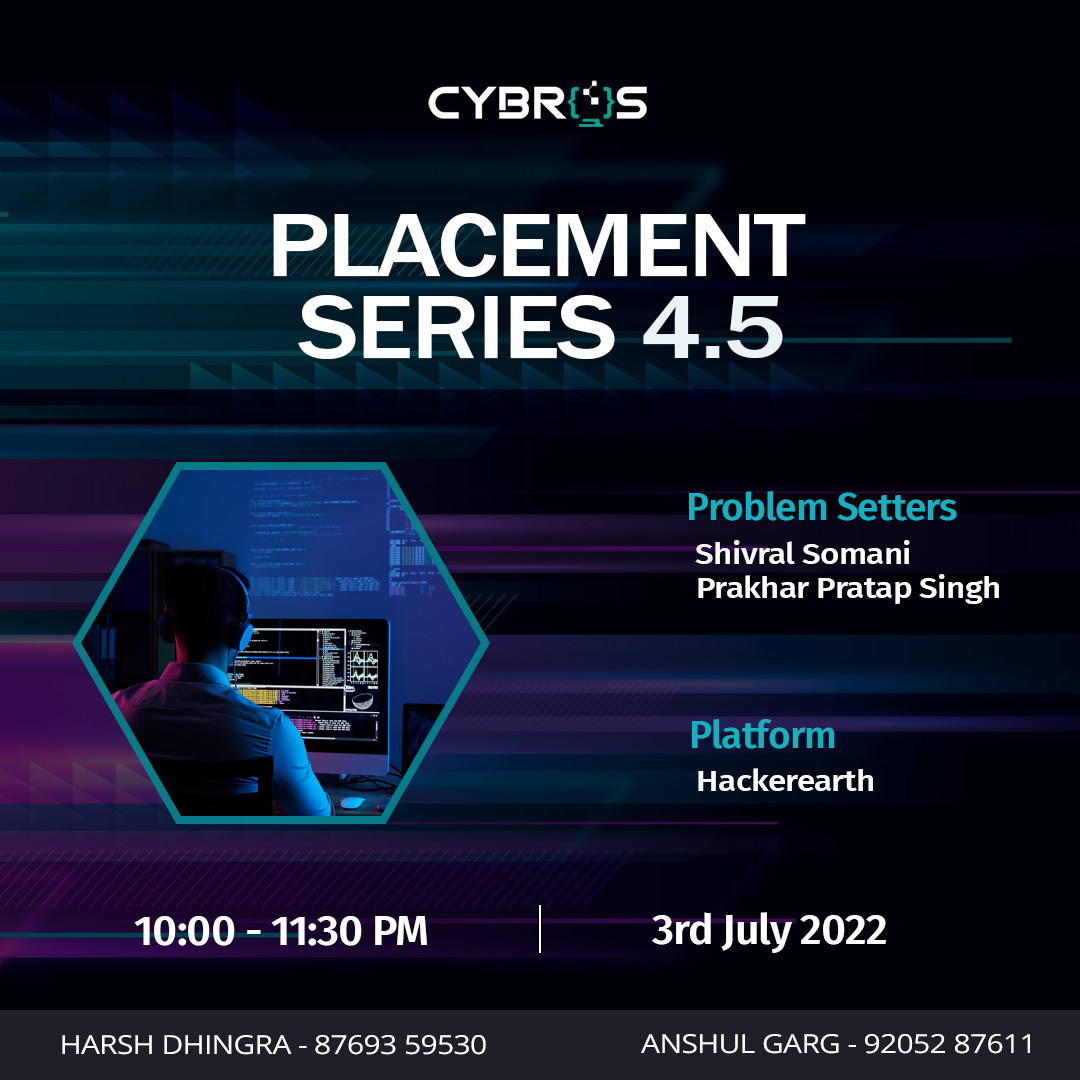 CYBROS
PLACEMENT
SERIES 4.5
Problem Setters
Shivral Somani
Prakhar Pratap Singh
Platform
Hackerearth
10:00 - 11:30 PM
3rd July 2022
HARSH DHINGRA - 87693 59530
ANSHUL GARG - 92052 87611